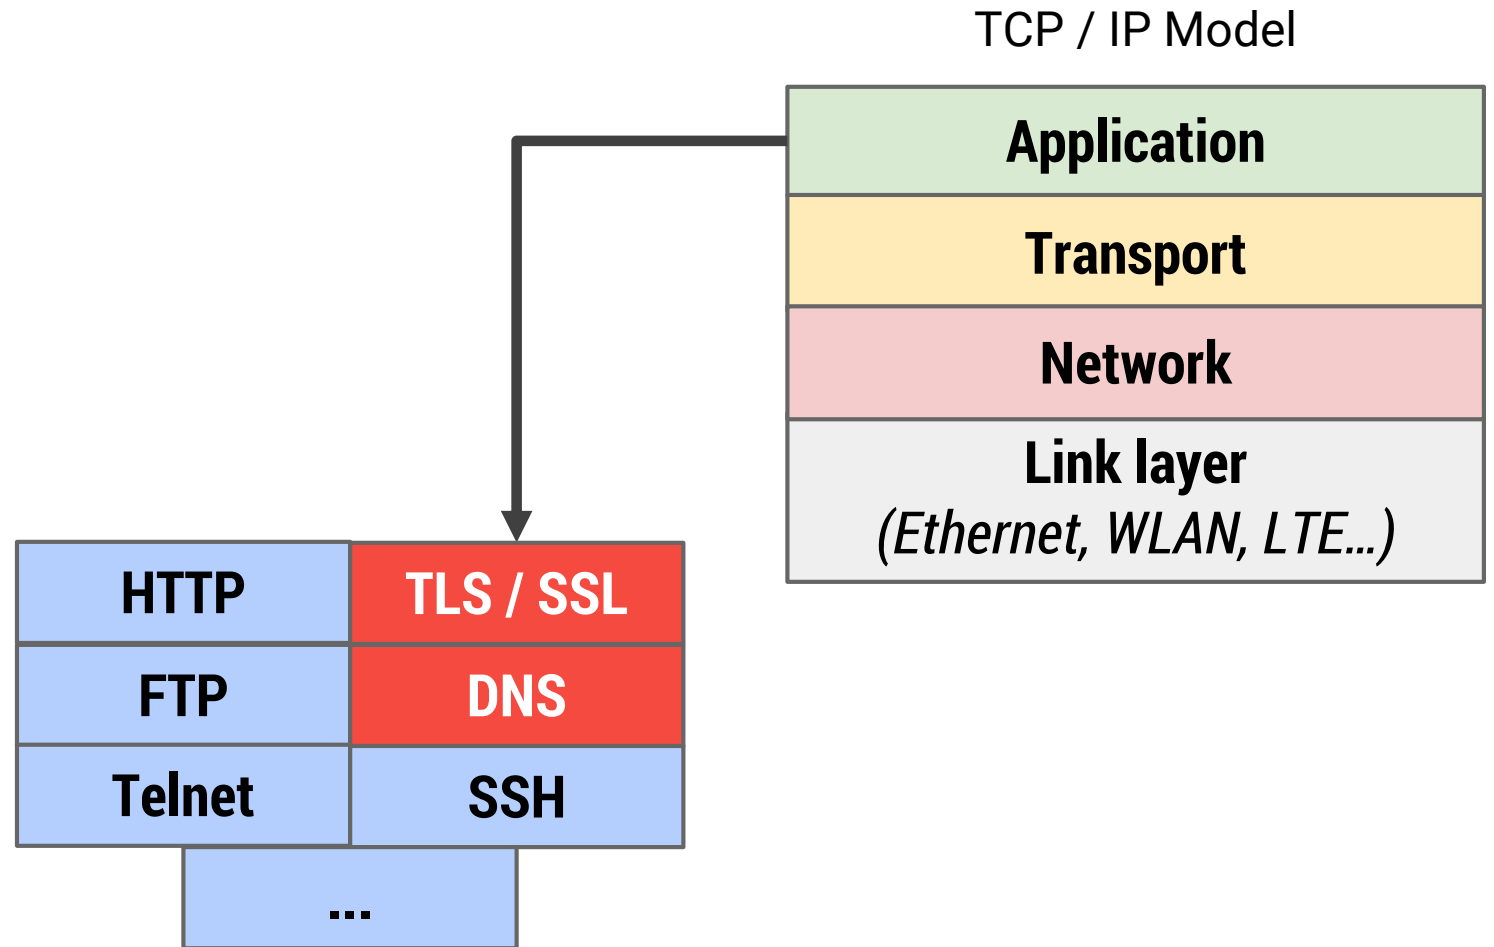 TCP / IP Model
Application
Transport
Network
Link layer
(Ethernet, WLAN, LTE...)
HTTP
TLS / SSL
FTP
DNS
Telnet
SSH
...